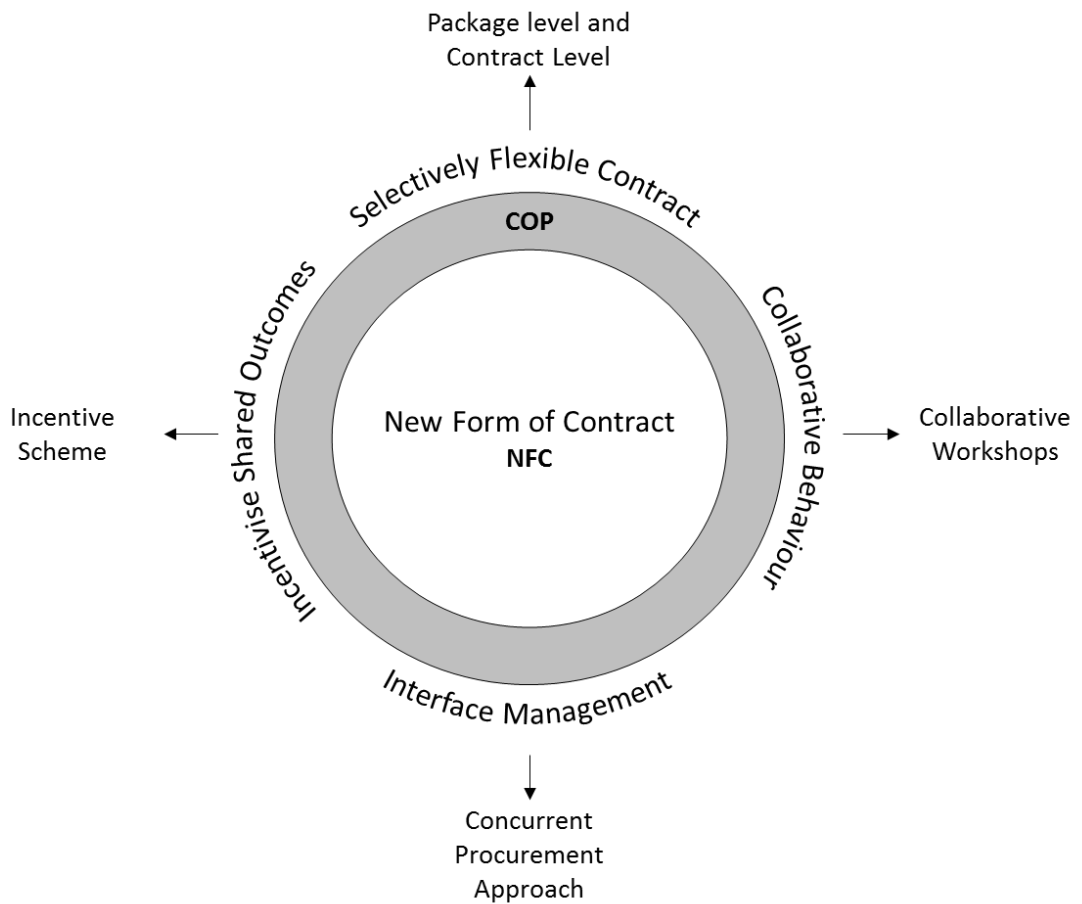 Package level and
Contract Level
Selectively Flexible Contract
COP
Incentivise Shared Outcomes
Collaborative Behaviour
New Form of Contract
NFC
Incentive
Scheme
Collaborative
Workshops
Interface Management
Concurrent
Procurement
Approach